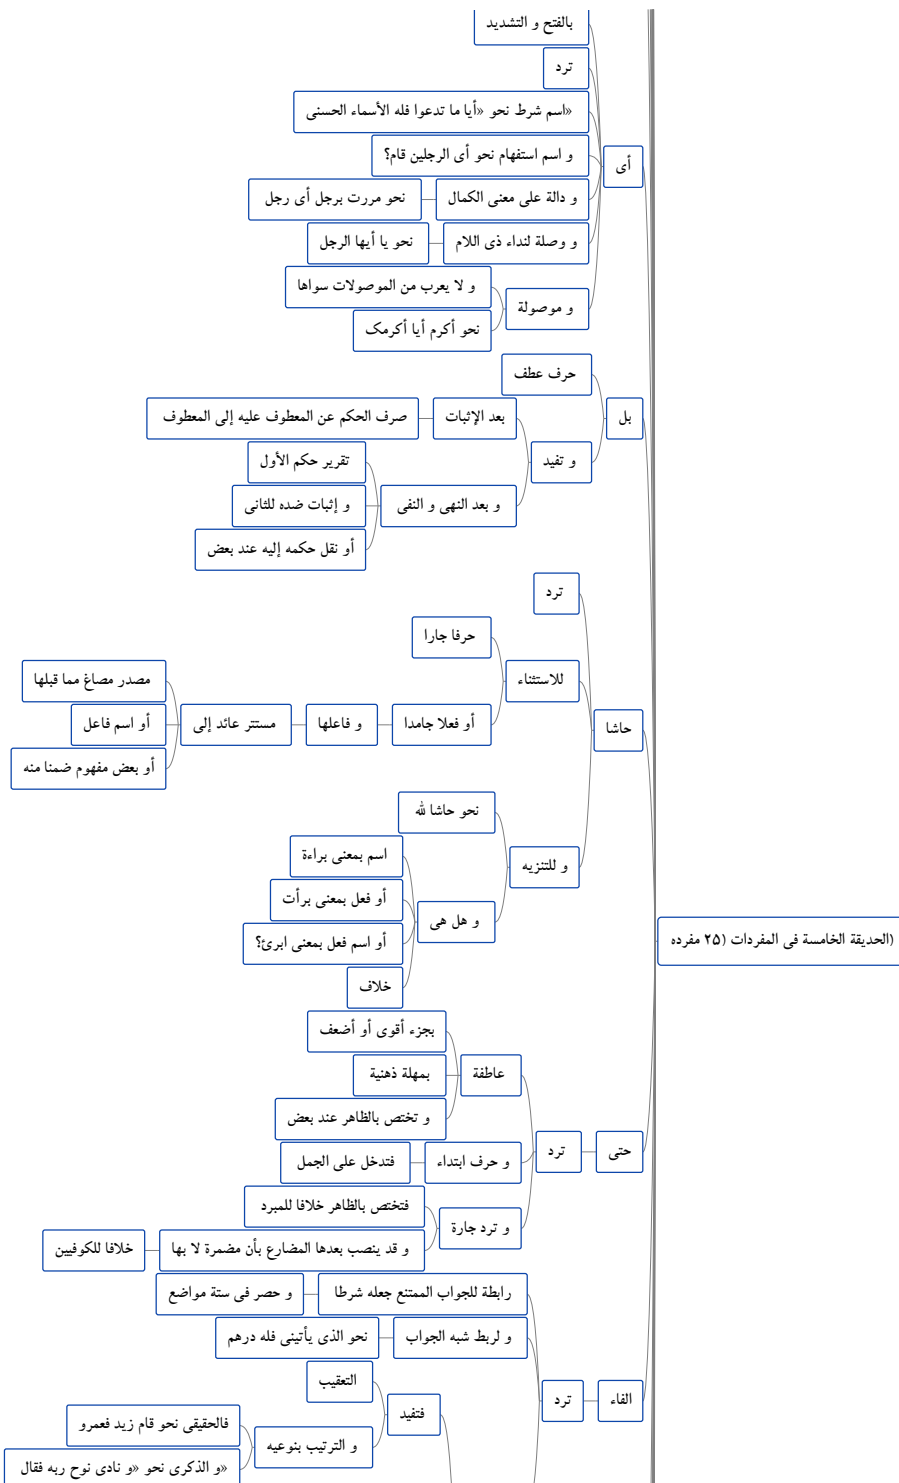 (الحديقة الخامسة فى المفردات (۲۵ مفرده
أى
بالفتح و التشديد
ترد
«اسم شرط نحو «أيا ما تدعوا فله الأسماء الحسنى
و اسم استفهام نحو أى الرجلين قام؟
و دالة على معنى الكمال
نحو مررت برجل أى رجل
و وصلة لنداء ذى اللام
نحو يا أيها الرجل
و موصولة
و لا يعرب من الموصولات سواها
نحو أكرم أيا أكرمک
بل
حرف عطف
و تفيد
بعد الإثبات
صرف الحكم عن المعطوف عليه إلى المعطوف
و بعد النهى و النفى
تقرير حكم الأول
و إثبات ضده للثانى
أو نقل حكمه إليه عند بعض
حاشا
ترد
للاستثناء
حرفا جارا
أو فعلا جامدا
و فاعلها
مستتر عائد إلى
مصدر مصاغ مما قبلها
أو اسم فاعل
أو بعض مفهوم ضمنا منه
و للتنزيه
نحو حاشا لله
و هل هى
اسم بمعنى براءة
أو فعل بمعنى برأت
أو اسم فعل بمعنى ابرئ؟
خلاف
حتى
ترد
عاطفة
بجزء أقوى أو أضعف
بمهلة ذهنية
و تختص بالظاهر عند بعض
و حرف ابتداء
فتدخل على الجمل
و ترد جارة
فتختص بالظاهر خلافا للمبرد
و قد ينصب بعدها المضارع بأن مضمرة لا بها
خلافا للكوفيين
الفاء
ترد
رابطة للجواب الممتنع جعله شرطا
و حصر فى ستة مواضع
و لربط شبه الجواب
نحو الذى يأتينى فله درهم
فتفيد
التعقيب
و الترتيب بنوعيه
فالحقيقى نحو قام زيد فعمرو
«و الذكرى نحو «و نادى نوح ربه فقال